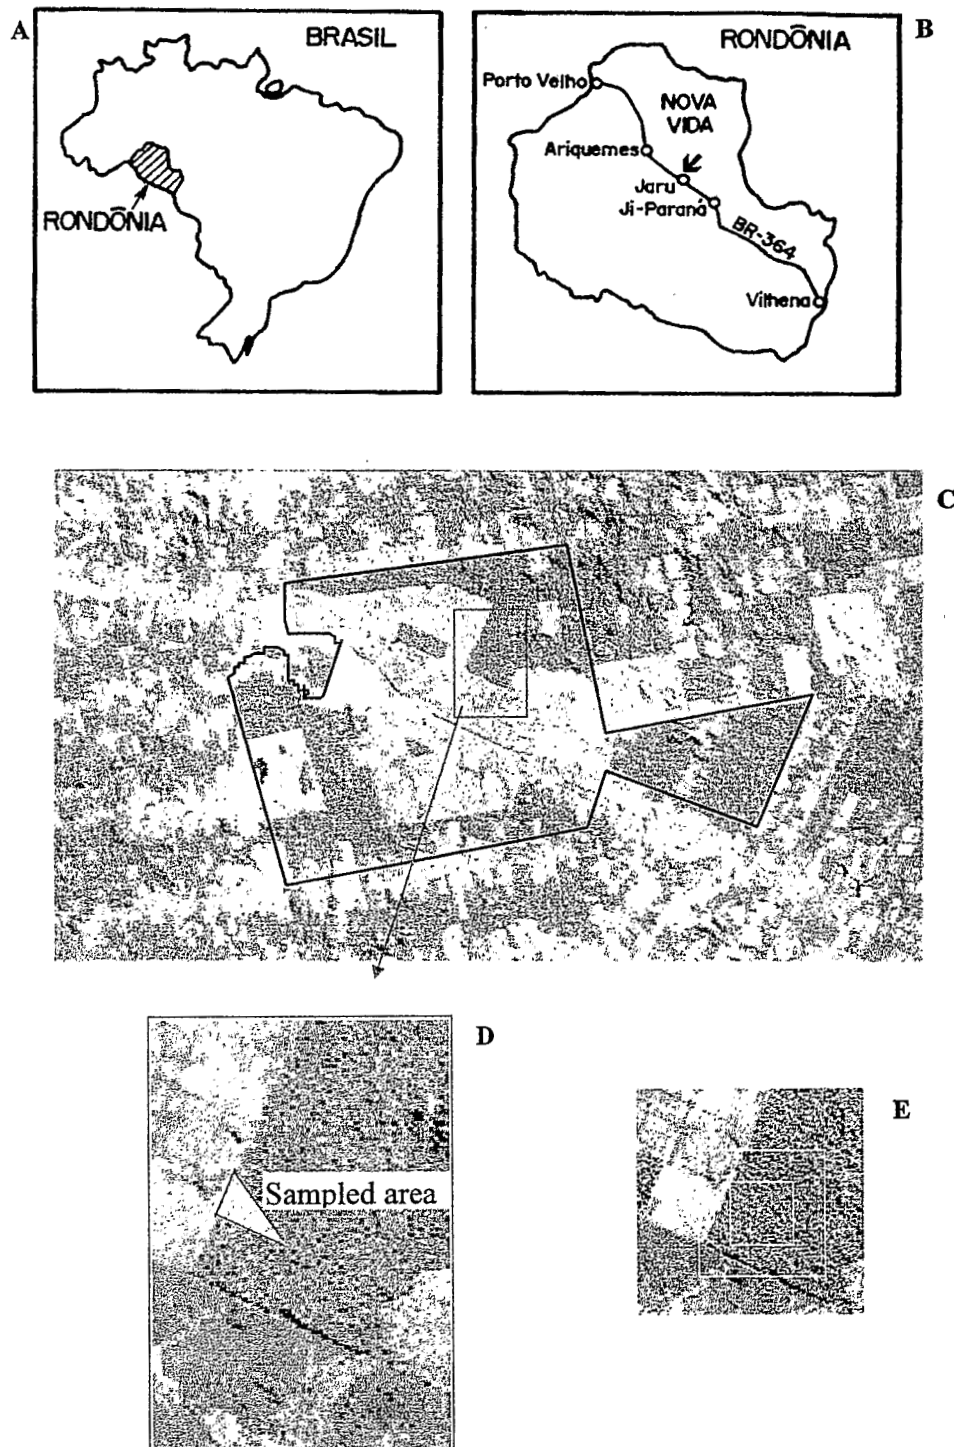 A
BRASIL
RONDÔNIA
B
RONDÔNIA
Porto Velho
NOVA
VIDA
Ariquemes
Jaru
Ji-Paraná
BR-364
Vilhena
C
D
Sampled area
E